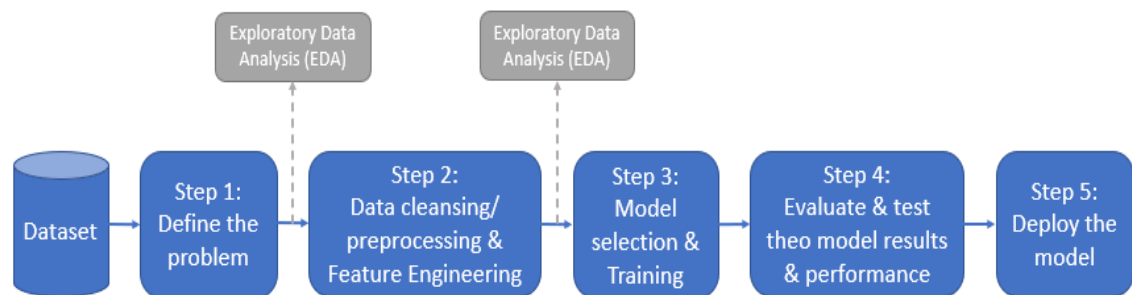 Exploratory Data
Analysis (EDA)
Exploratory Data
Analysis (EDA)
Dataset
Step 1:
Define the
problem
Step 2:
Data cleansing/
preprocessing &
Feature Engineering
Step 3:
Model
selection &
Training
Step 4:
Evaluate & test
theo model results
& performance
Step 5:
Deploy the
model